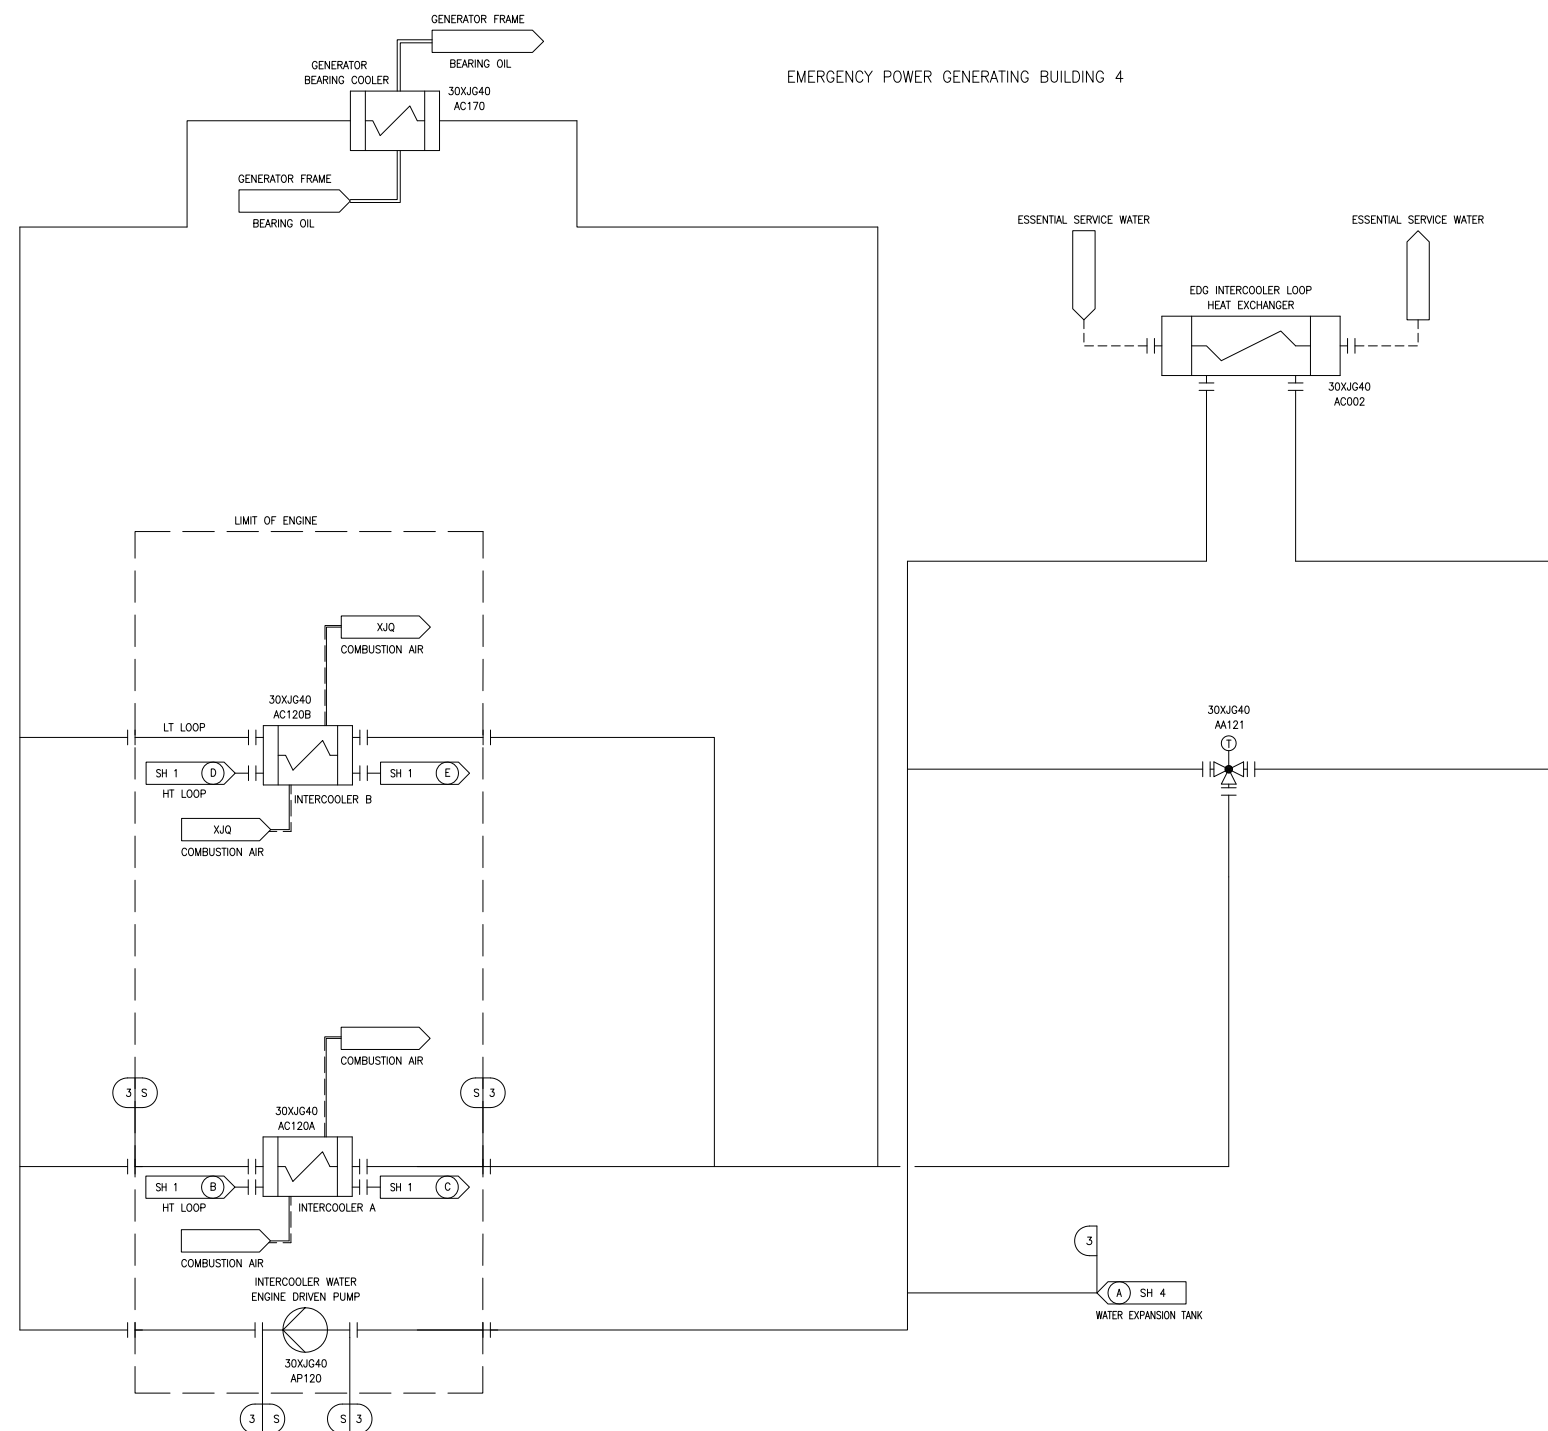 GENERATOR FRAME
BEARING OIL
GENERATOR
BEARING COOLER
30XJG40
AC170
EMERGENCY POWER GENERATING BUILDING 4
GENERATOR FRAME
BEARING OIL
ESSENTIAL SERVICE WATER
ESSENTIAL SERVICE WATER
EDG INTERCOOLER LOOP
HEAT EXCHANGER
30XJG40
AC002
LIMIT OF ENGINE
XJQ
COMBUSTION AIR
30XJG40
AC120B
LT LOOP
SH 1 D
HT LOOP
SH 1 E
INTERCOOLER B
XJQ
COMBUSTION AIR
30XJG40
AA121
T
COMBUSTION AIR
3 S
S 3
30XJG40
AC120A
SH 1 B
HT LOOP
SH 1 C
INTERCOOLER A
COMBUSTION AIR
3
A SH 4
WATER EXPANSION TANK
INTERCOOLER WATER
ENGINE DRIVEN PUMP
30XJG40
AP120
3 S
S 3